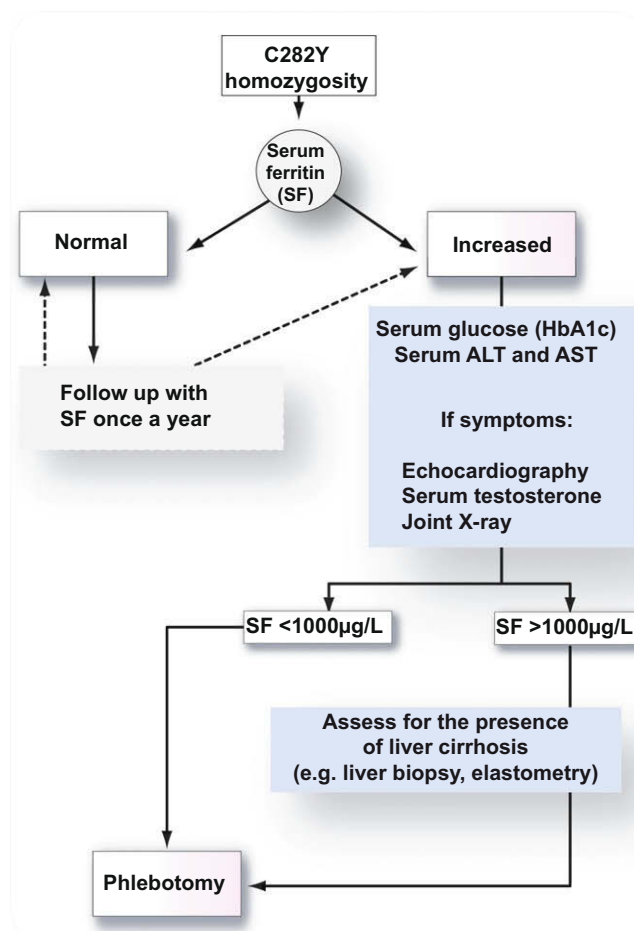 C282Y
homozygosity
Serum
ferritin
(SF)
Normal
Increased
Follow up with
SF once a year
Serum glucose (HbA1c)
Serum ALT and AST
If symptoms:
Echocardiography
Serum testosterone
Joint X-ray
SF <1000µg/L
SF >1000µg/L
Assess for the presence
of liver cirrhosis
(e.g. liver biopsy, elastometry)
Phlebotomy